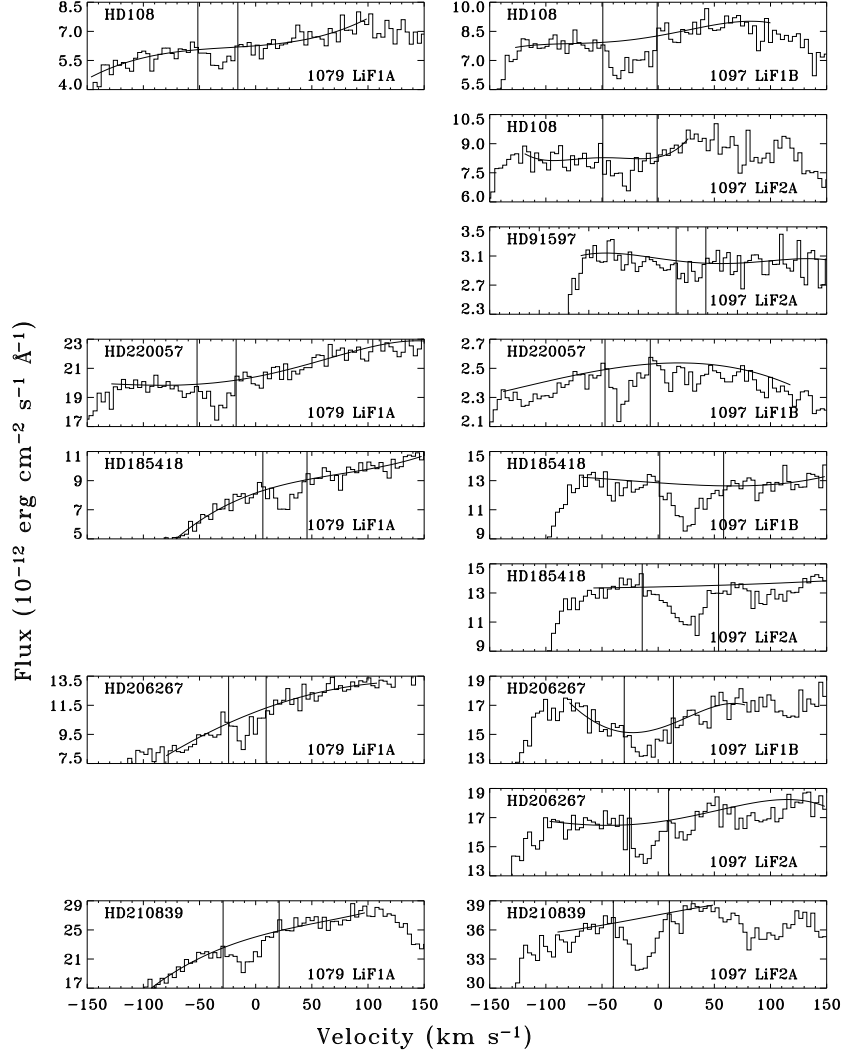 HD108
1079 LiF1A
8.5
7.0
5.5
4.0
HD108
1097 LiF1B
10.0
8.5
7.0
5.5
HD108
1097 LiF2A
10.5
9.0
7.5
6.0
HD91597
1097 LiF2A
3.5
3.1
2.7
2.3
HD220057
1079 LiF1A
23
21
19
17
HD220057
1097 LiF1B
2.7
2.5
2.3
2.1
HD185418
1079 LiF1A
11
9
7
5
HD185418
1097 LiF1B
15
13
11
9
HD185418
1097 LiF2A
15
13
11
9
HD206267
1079 LiF1A
13.5
11.5
9.5
7.5
HD206267
1097 LiF1B
19
17
15
13
HD206267
1097 LiF2A
19
17
15
13
HD210839
1079 LiF1A
29
25
21
17
HD210839
1097 LiF2A
39
36
33
30
−150 −100 −50 0 50 100 150
−150 −100 −50 0 50 100 150
Velocity (km s⁻¹)
Flux (10⁻¹² erg cm⁻² s⁻¹ Å⁻¹)